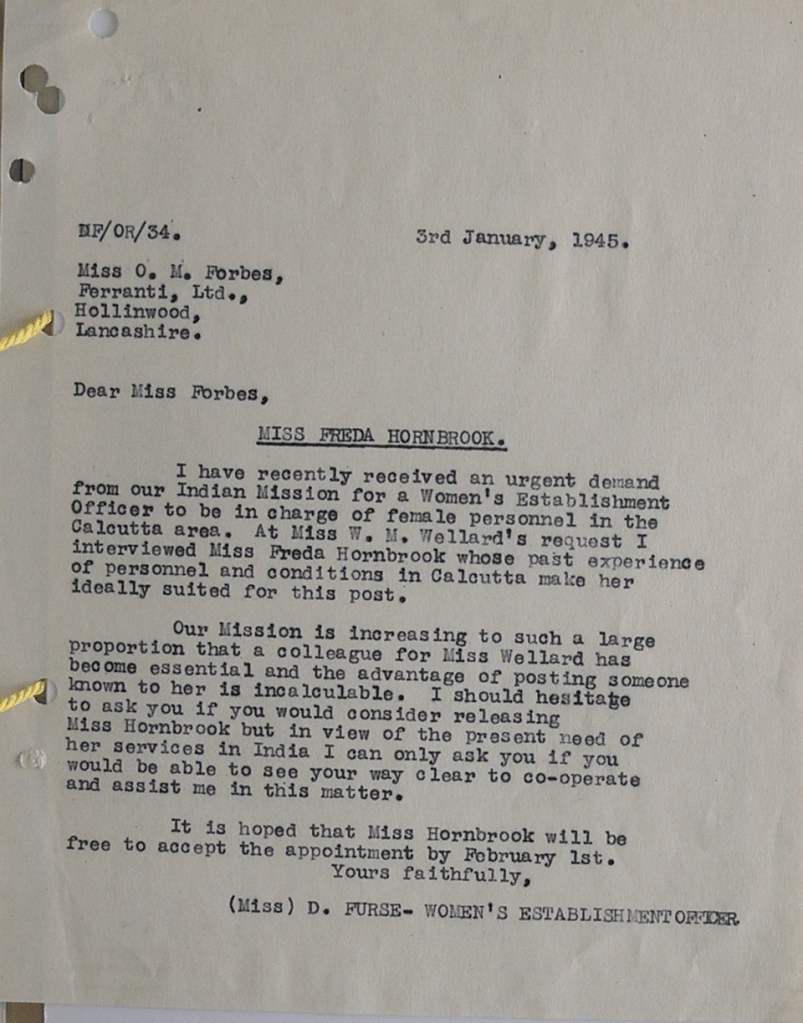 DF/OR/34.
3rd January, 1945.
Miss O. M. Forbes,
Ferranti, Ltd.,
Hollinwood,
Lancashire.
Dear Miss Forbes,
MISS FREDA HORNBROOK.
I have recently received an urgent demand
from our Indian Mission for a Women's Establishment
Officer to be in charge of female personnel in the
Calcutta area. At Miss W. M. Wellard's request I
interviewed Miss Freda Hornbrook whose past experience
of personnel and conditions in Calcutta make her
ideally suited for this post.
Our Mission is increasing to such a large
proportion that a colleague for Miss Wellard has
become essential and the advantage of posting someone
known to her is incalculable. I should hesitate
to ask you if you would consider releasing
Miss Hornbrook but in view of the present need of
her services in India I can only ask you if you
would be able to see your way clear to co-operate
and assist me in this matter.
It is hoped that Miss Hornbrook will be
free to accept the appointment by February 1st.
Yours faithfully,
(Miss) D. FURSE- WOMEN'S ESTABLISHMENT OFFICER